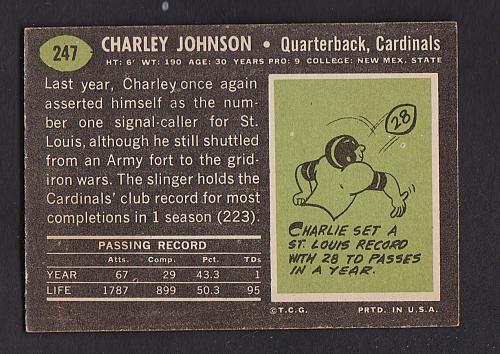 247
CHARLEY JOHNSON • Quarterback, Cardinals
HT: 6' WT: 190 AGE: 30 YEARS PRO: 9 COLLEGE: NEW MEX. STATE
Last year, Charley once again
asserted himself as the num-
ber one signal-caller for St.
Louis, although he still shuttled
from an Army fort to the grid-
iron wars. The slinger holds the
Cardinals' club record for most
completions in 1 season (223).
PASSING RECORD
Atts. Comp. Pct. TDs
YEAR 67 29 43.3 1
LIFE 1787 899 50.3 95
28
CHARLIE SET A
ST. LOUIS RECORD
WITH 28 TD PASSES
IN A YEAR.
©T.C.G. PRTD. IN U.S.A.